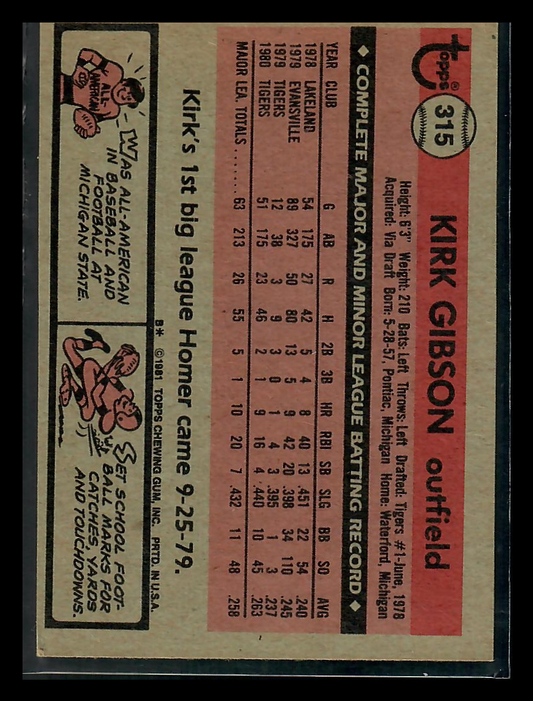 topps®
315
KIRK GIBSON outfield
Height: 6'3" Weight: 210 Bats: Left Throws: Left Drafted: Tigers #1-June, 1978
Acquired: Via Draft Born: 5-28-57, Pontiac, Michigan Home: Waterford, Michigan
◆ COMPLETE MAJOR AND MINOR LEAGUE BATTING RECORD ◆
YEAR CLUB G AB R H 2B 3B HR RBI SB SLG BB SO AVG
1978 LAKELAND 54 175 27 42 5 4 8 40 13 .451 22 54 .240
1979 EVANSVILLE 89 327 50 80 13 5 9 42 20 .398 34 110 .245
1979 TIGERS 12 38 3 9 3 0 1 4 3 .395 1 3 .237
1980 TIGERS 51 175 23 46 2 1 9 16 4 .440 10 45 .263
MAJOR LEA. TOTALS....... 63 213 26 55 5 1 10 20 7 .432 11 48 .258
Kirk's 1st big league Homer came 9-25-79.
B* ©1981 TOPPS CHEWING GUM, INC. PRTD. IN U.S.A.
ALL-
AMERICAN
WAS ALL-AMERICAN
IN BASEBALL AND
FOOTBALL AT
MICHIGAN STATE.
SET SCHOOL FOOT-
BALL MARKS FOR
CATCHES, YARDS
AND TOUCHDOWNS.